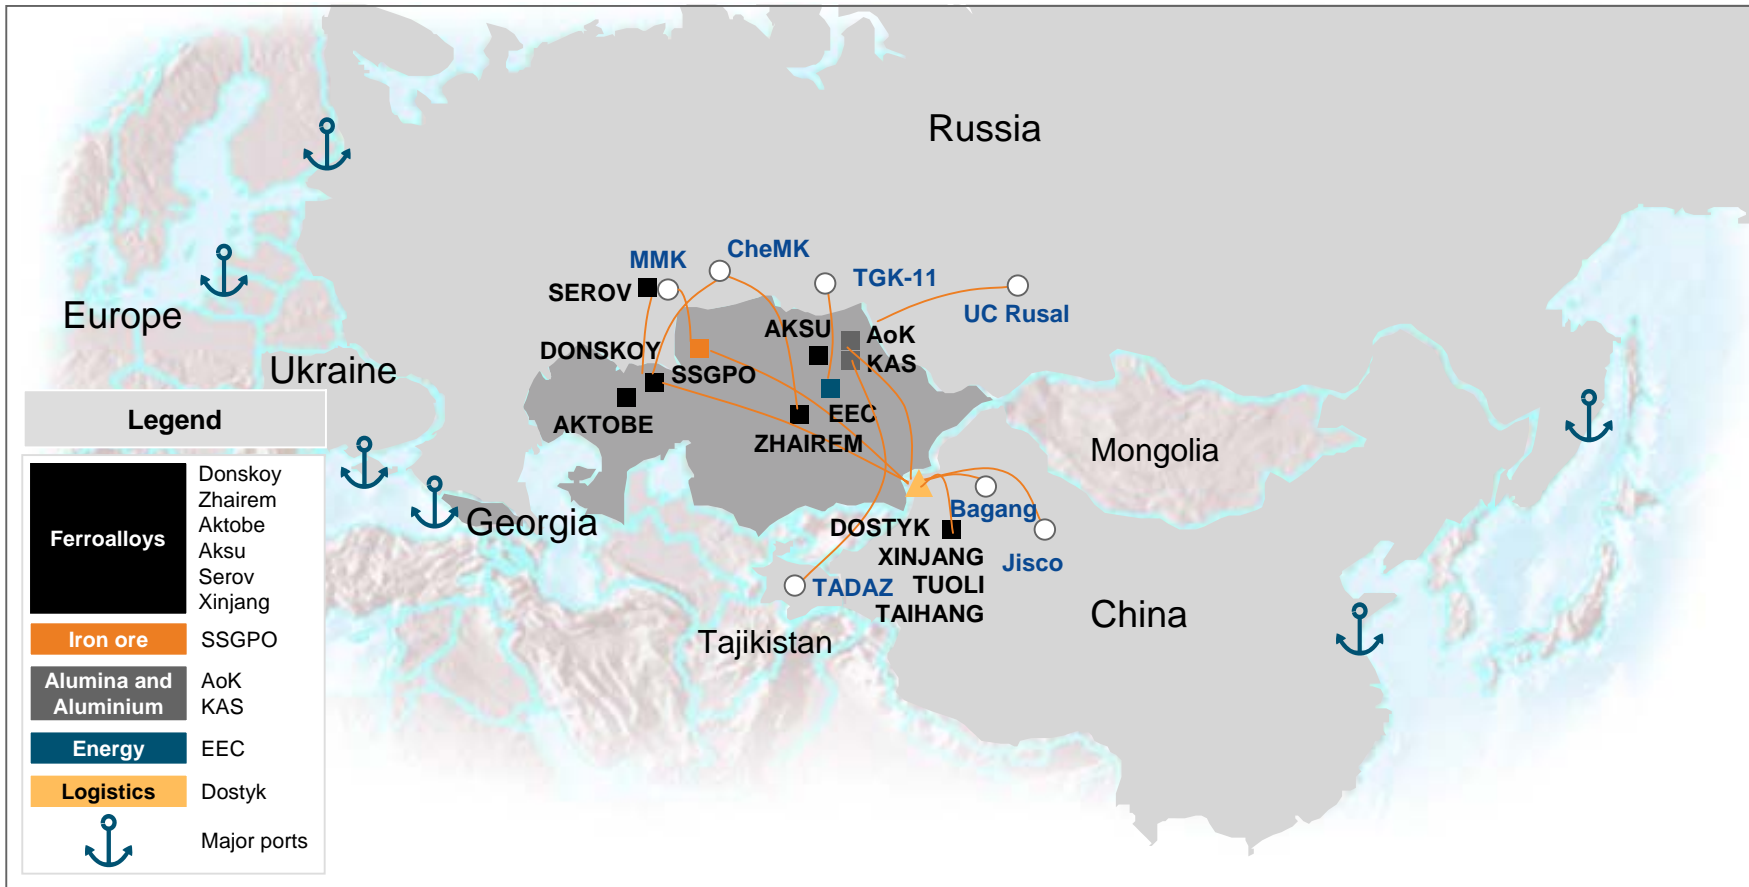 Russia
CheMK
MMK
TGK-11
SEROV
UC Rusal
Europe
AKSU
AoK
DONSKOY
KAS
Ukraine
SSGPO
AKTOBE
EEC
ZHAIREM
Mongolia
Georgia
Bagang
DOSTYK
XINJANG
Jisco
TADAZ
TUOLI
TAIHANG
China
Tajikistan
Legend
Ferroalloys
Donskoy
Zhairem
Aktobe
Aksu
Serov
Xinjang
Iron ore
SSGPO
Alumina and
Aluminium
AoK
KAS
Energy
EEC
Logistics
Dostyk
Major ports